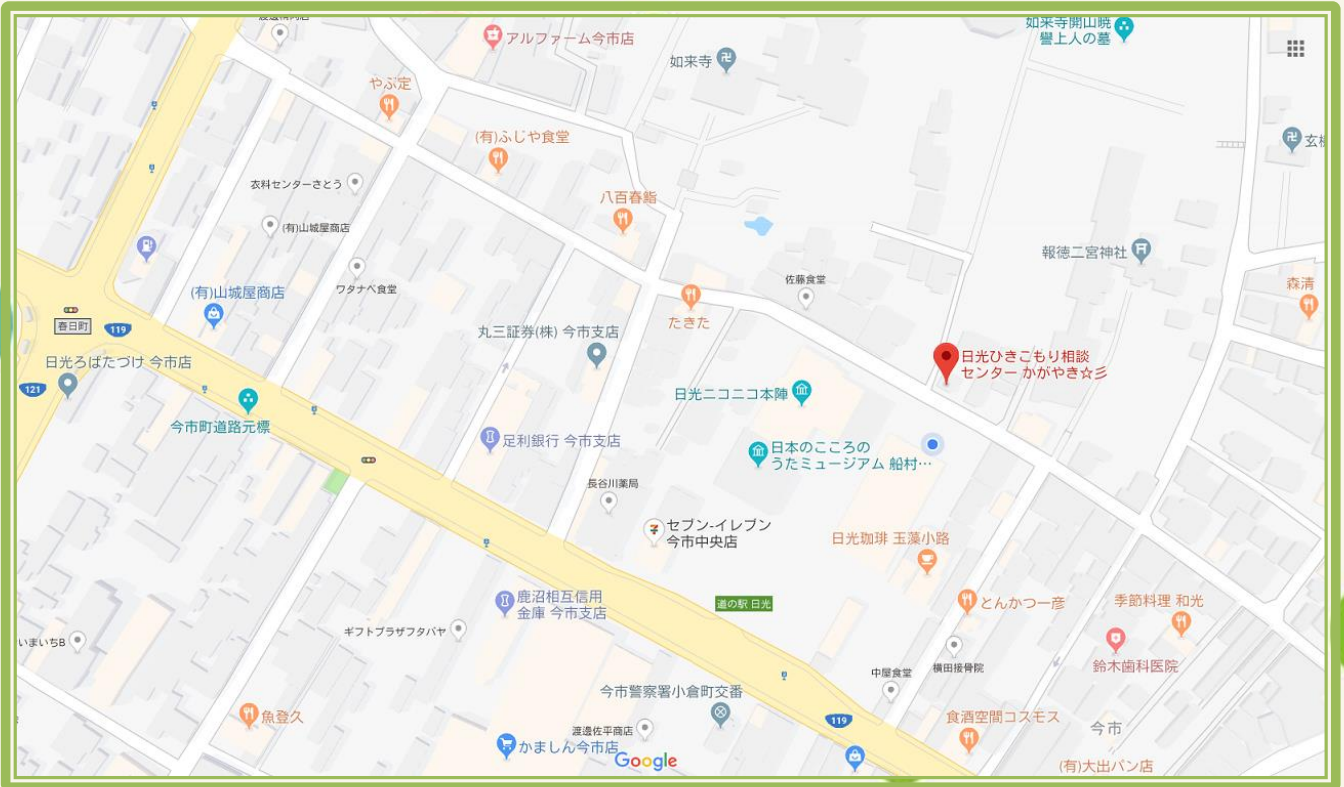 アルファーム今市店
如来寺開山暁
譽上人の墓
如来寺
やぶ定
(有)ふじや食堂
衣料センターさとう
八百春鮨
(有)山城屋商店
報徳二宮神社
ワタナベ食堂
佐藤食堂
森清
(有)山城屋商店
たきた
春日町
119
丸三証券(株) 今市支店
日光ろばたづけ 今市店
121
日光ひきこもり相談
センター かがやき☆彡
日光ニコニコ本陣
今市町道路元標
足利銀行 今市支店
日本のこころの
うたミュージアム 船村…
長谷川薬局
セブン-イレブン
今市中央店
日光珈琲 玉藻小路
鹿沼相互信用
金庫 今市支店
道の駅 日光
とんかつ一彦
季節料理 和光
ギフトプラザフタバヤ
いまいちB
鈴木歯科医院
中屋食堂
横田接骨院
今市警察署小倉町交番
魚登久
119
食酒空間コスモス
今市
渡邉佐平商店
かましん今市店
Google
(有)大出パン店